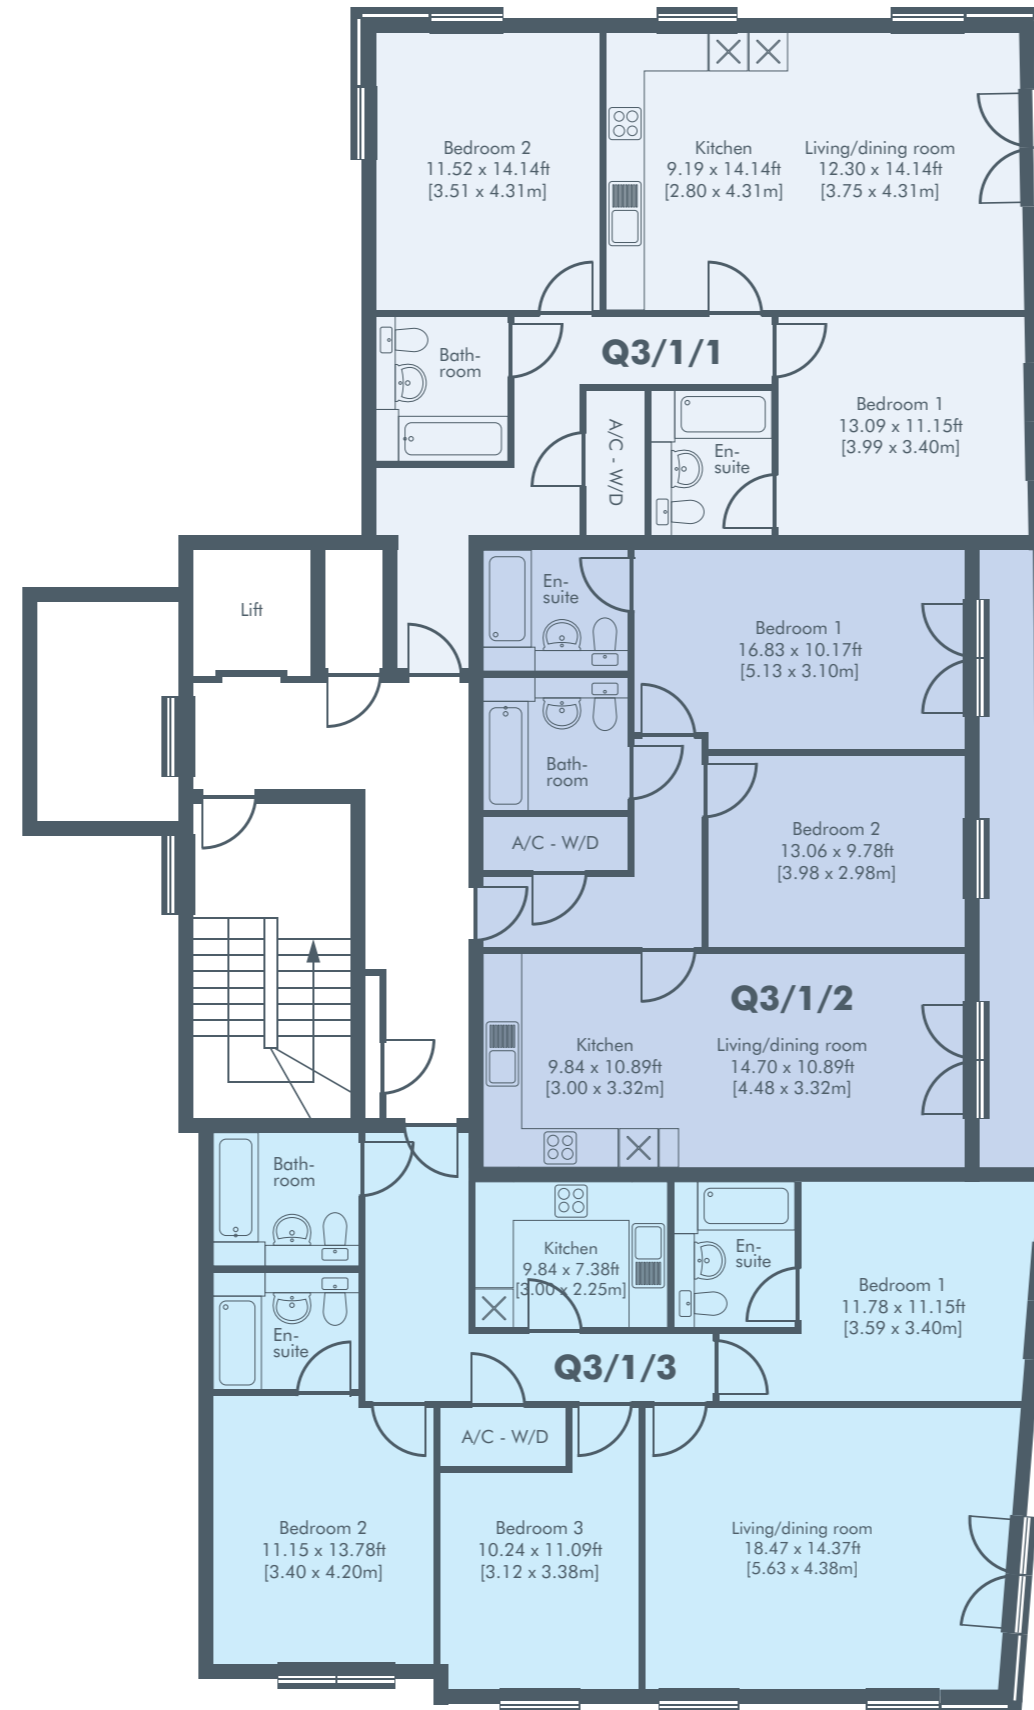 Bedroom 2
11.52 x 14.14ft
[3.51 x 4.31m]
Kitchen
9.19 x 14.14ft
[2.80 x 4.31m]
Living/dining room
12.30 x 14.14ft
[3.75 x 4.31m]
Bath-
room
Q3/1/1
A/C - W/D
En-
suite
Bedroom 1
13.09 x 11.15ft
[3.99 x 3.40m]
Lift
En-
suite
Bedroom 1
16.83 x 10.17ft
[5.13 x 3.10m]
Bath-
room
A/C - W/D
Bedroom 2
13.06 x 9.78ft
[3.98 x 2.98m]
Q3/1/2
Kitchen
9.84 x 10.89ft
[3.00 x 3.32m]
Living/dining room
14.70 x 10.89ft
[4.48 x 3.32m]
Bath-
room
Kitchen
9.84 x 7.38ft
[3.00 x 2.25m]
En-
suite
Bedroom 1
11.78 x 11.15ft
[3.59 x 3.40m]
En-
suite
Q3/1/3
A/C - W/D
Bedroom 2
11.15 x 13.78ft
[3.40 x 4.20m]
Bedroom 3
10.24 x 11.09ft
[3.12 x 3.38m]
Living/dining room
18.47 x 14.37ft
[5.63 x 4.38m]